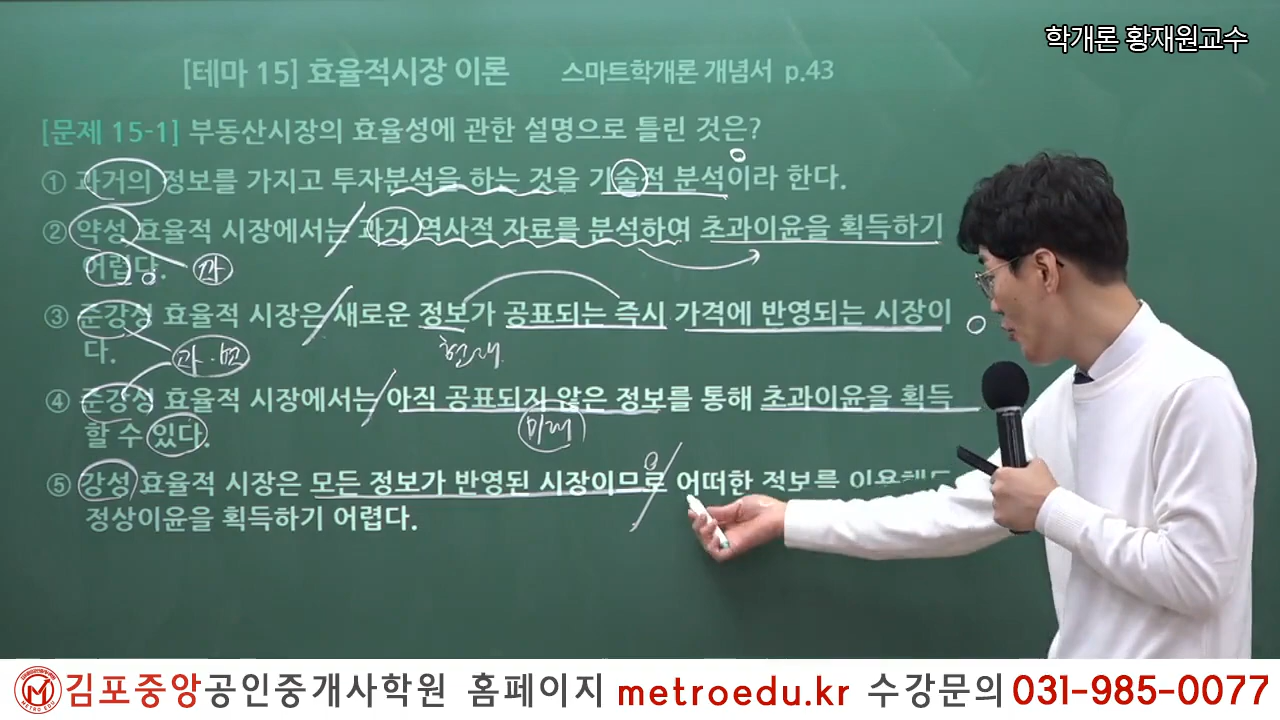 학개론 황재원교수
[테마 15] 효율적시장 이론 스마트학개론 개념서 p.43
[문제 15-1] 부동산시장의 효율성에 관한 설명으로 틀린 것은?
① 과거의 정보를 가지고 투자분석을 하는 것을 기술적 분석이라 한다.
② 약성 효율적 시장에서는 과거 역사적 자료를 분석하여 초과이윤을 획득하기
어렵다. 과
③ 준강성 효율적 시장은 새로운 정보가 공표되는 즉시 가격에 반영되는 시장이
다. 과·현 현재
④ 준강성 효율적 시장에서는 아직 공표되지 않은 정보를 통해 초과이윤을 획득
할 수 있다. 미래
⑤ 강성 효율적 시장은 모든 정보가 반영된 시장이므로 어떠한 정보를 이용해도
정상이윤을 획득하기 어렵다.
METRO EDU
김포중앙공인중개사학원 홈페이지 metroedu.kr 수강문의 031-985-0077